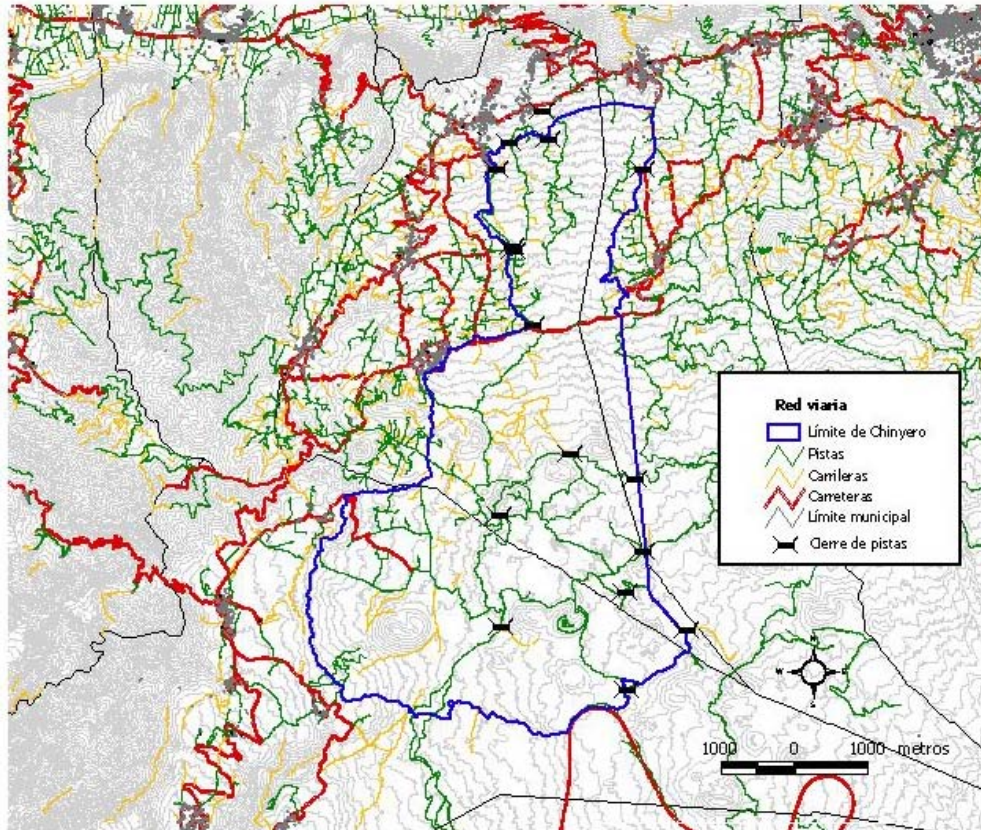 Red viaria
Límite de Chinyero
Pistas
Carrileras
Carreteras
Límite municipal
Cierre de pistas
N
W E
S
1000 0 1000 metros